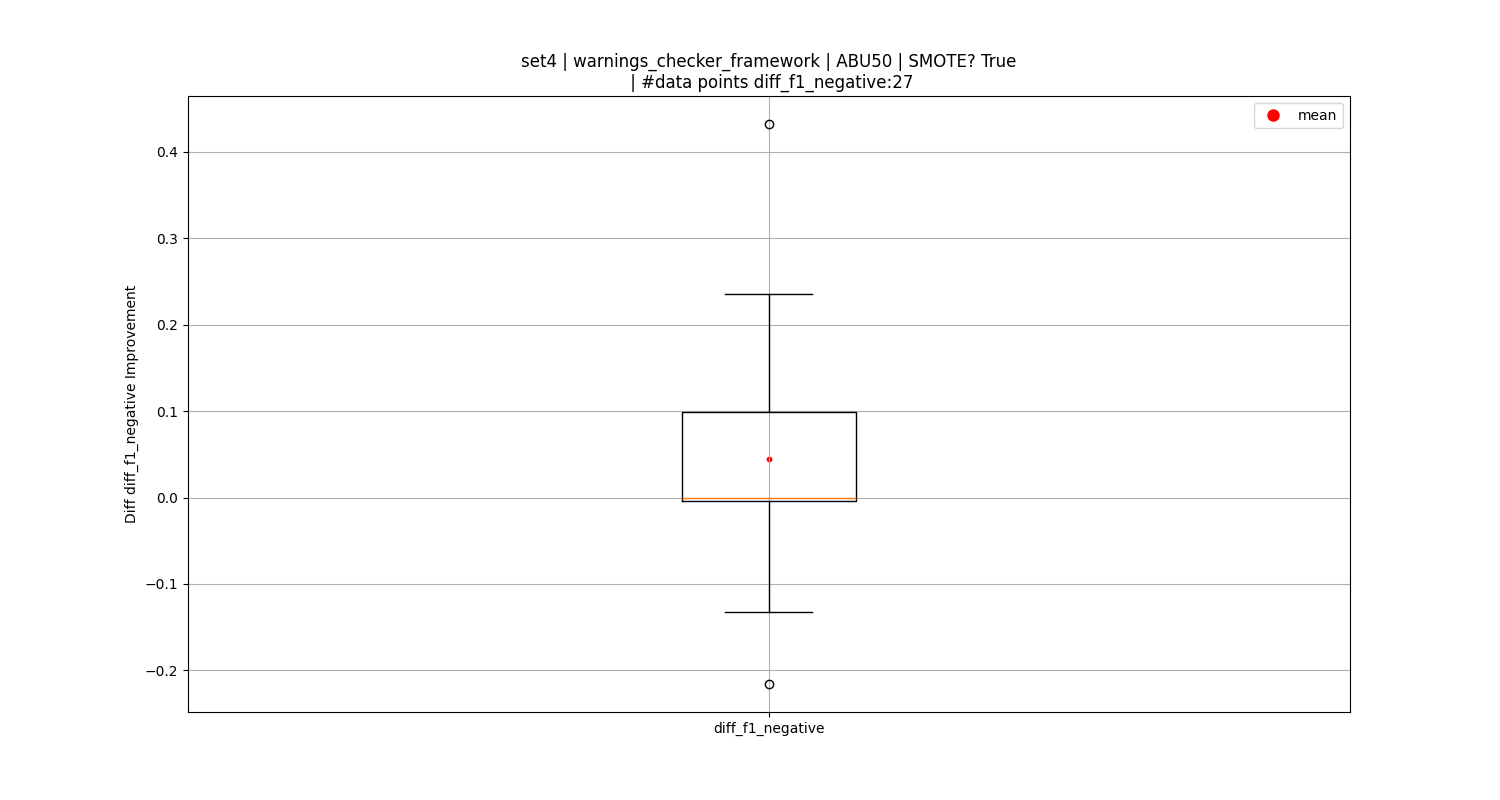 set4 | warnings_checker_framework | ABU50 | SMOTE? True
| #data points diff_f1_negative:27
mean
0.4
0.3
0.2
0.1
0.0
−0.1
−0.2
Diff diff_f1_negative Improvement
diff_f1_negative